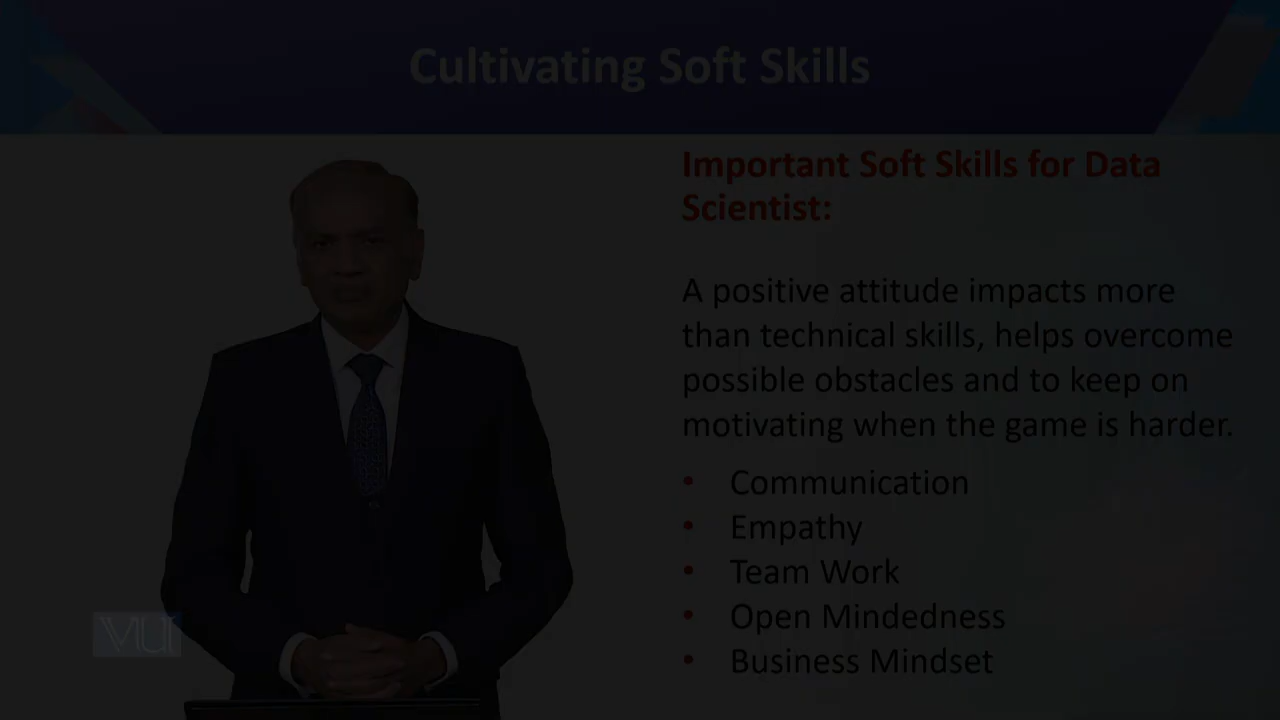 Cultivating Soft Skills
Important Soft Skills for Data
Scientist:
A positive attitude impacts more
than technical skills, helps overcome
possible obstacles and to keep on
motivating when the game is harder.
• Communication
• Empathy
• Team Work
• Open Mindedness
• Business Mindset
VU